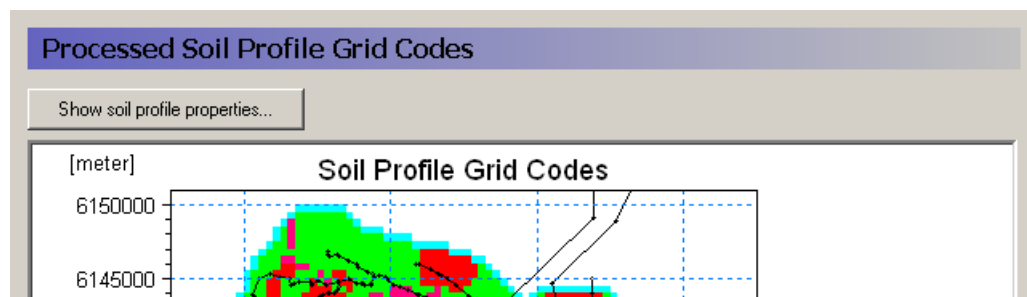 Processed Soil Profile Grid Codes
Show soil profile properties...
[meter]
Soil Profile Grid Codes
6150000
6145000